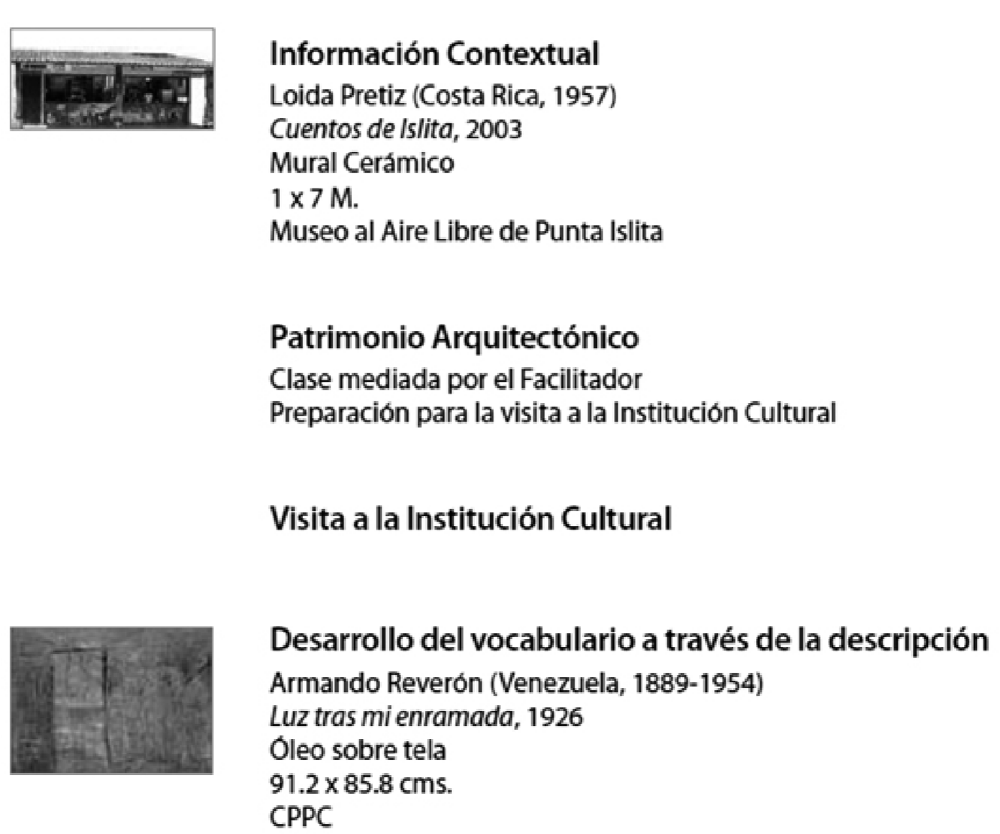 Información Contextual
Loida Pretiz (Costa Rica, 1957)
Cuentos de Islita, 2003
Mural Cerámico
1 x 7 M.
Museo al Aire Libre de Punta Islita
Patrimonio Arquitectónico
Clase mediada por el Facilitador
Preparación para la visita a la Institución Cultural
Visita a la Institución Cultural
Desarrollo del vocabulario a través de la descripción
Armando Reverón (Venezuela, 1889-1954)
Luz tras mi enramada, 1926
Óleo sobre tela
91.2 x 85.8 cms.
CPPC